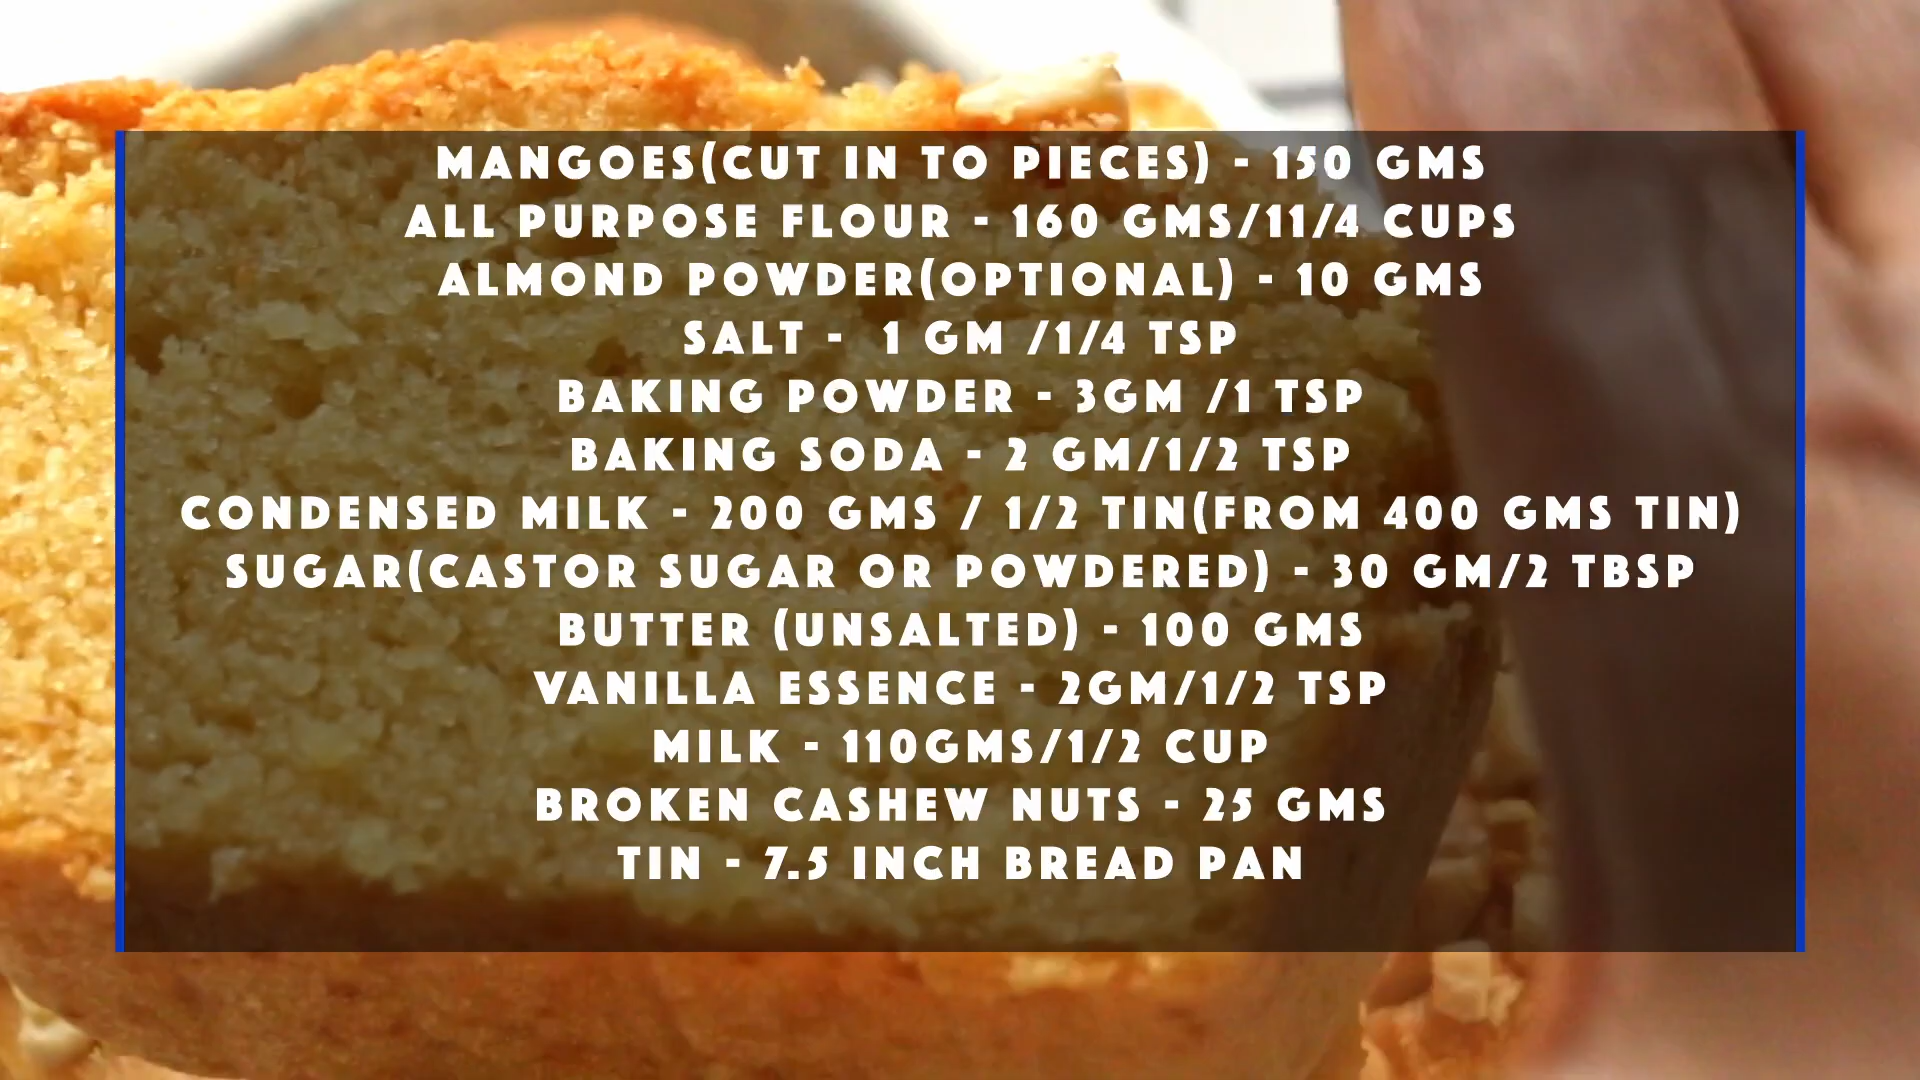 MANGOES(CUT IN TO PIECES) - 150 GMS
ALL PURPOSE FLOUR - 160 GMS/11/4 CUPS
ALMOND POWDER(OPTIONAL) - 10 GMS
SALT -  1 GM /1/4 TSP
BAKING POWDER - 3GM /1 TSP
BAKING SODA - 2 GM/1/2 TSP
CONDENSED MILK - 200 GMS / 1/2 TIN(FROM 400 GMS TIN)
SUGAR(CASTOR SUGAR OR POWDERED) - 30 GM/2 TBSP
BUTTER (UNSALTED) - 100 GMS
VANILLA ESSENCE - 2GM/1/2 TSP
MILK - 110GMS/1/2 CUP
BROKEN CASHEW NUTS - 25 GMS
TIN - 7.5 INCH BREAD PAN